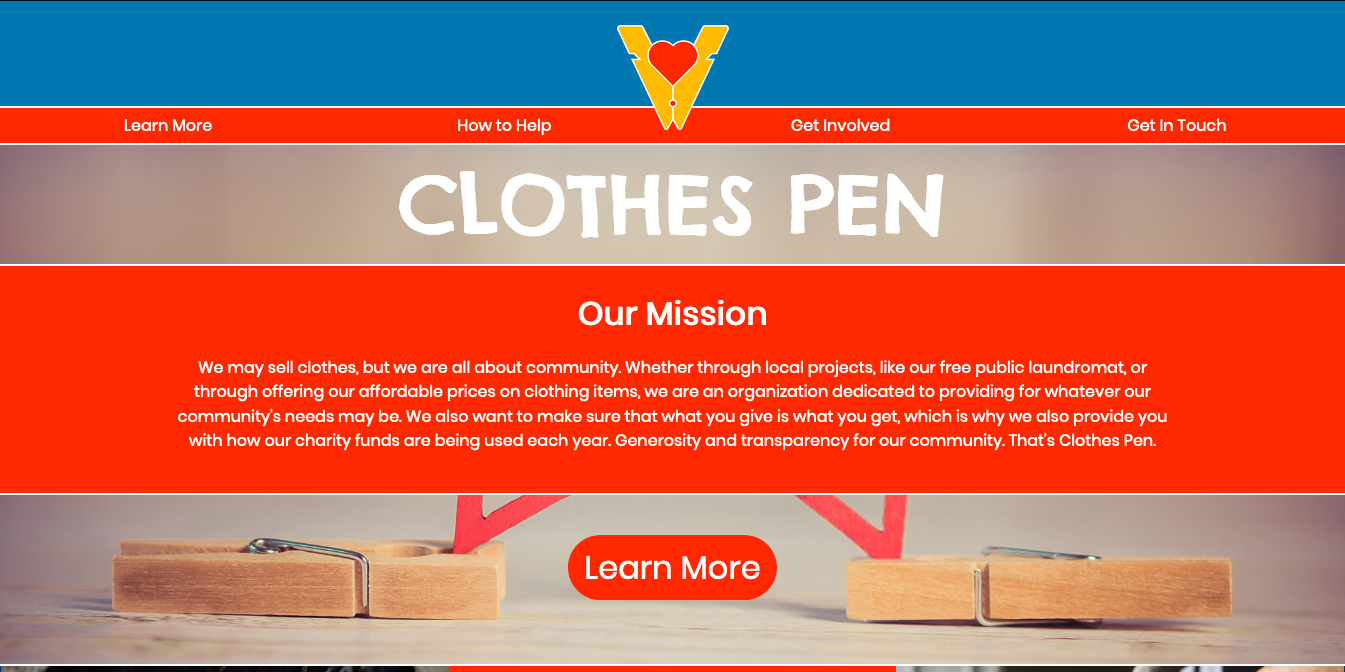 Learn More
How to Help
Get Involved
Get In Touch
CLOTHES PEN
Our Mission
We may sell clothes, but we are all about community. Whether through local projects, like our free public laundromat, or
through offering our affordable prices on clothing items, we are an organization dedicated to providing for whatever our
community's needs may be. We also want to make sure that what you give is what you get, which is why we also provide you
with how our charity funds are being used each year. Generosity and transparency for our community. That's Clothes Pen.
Learn More